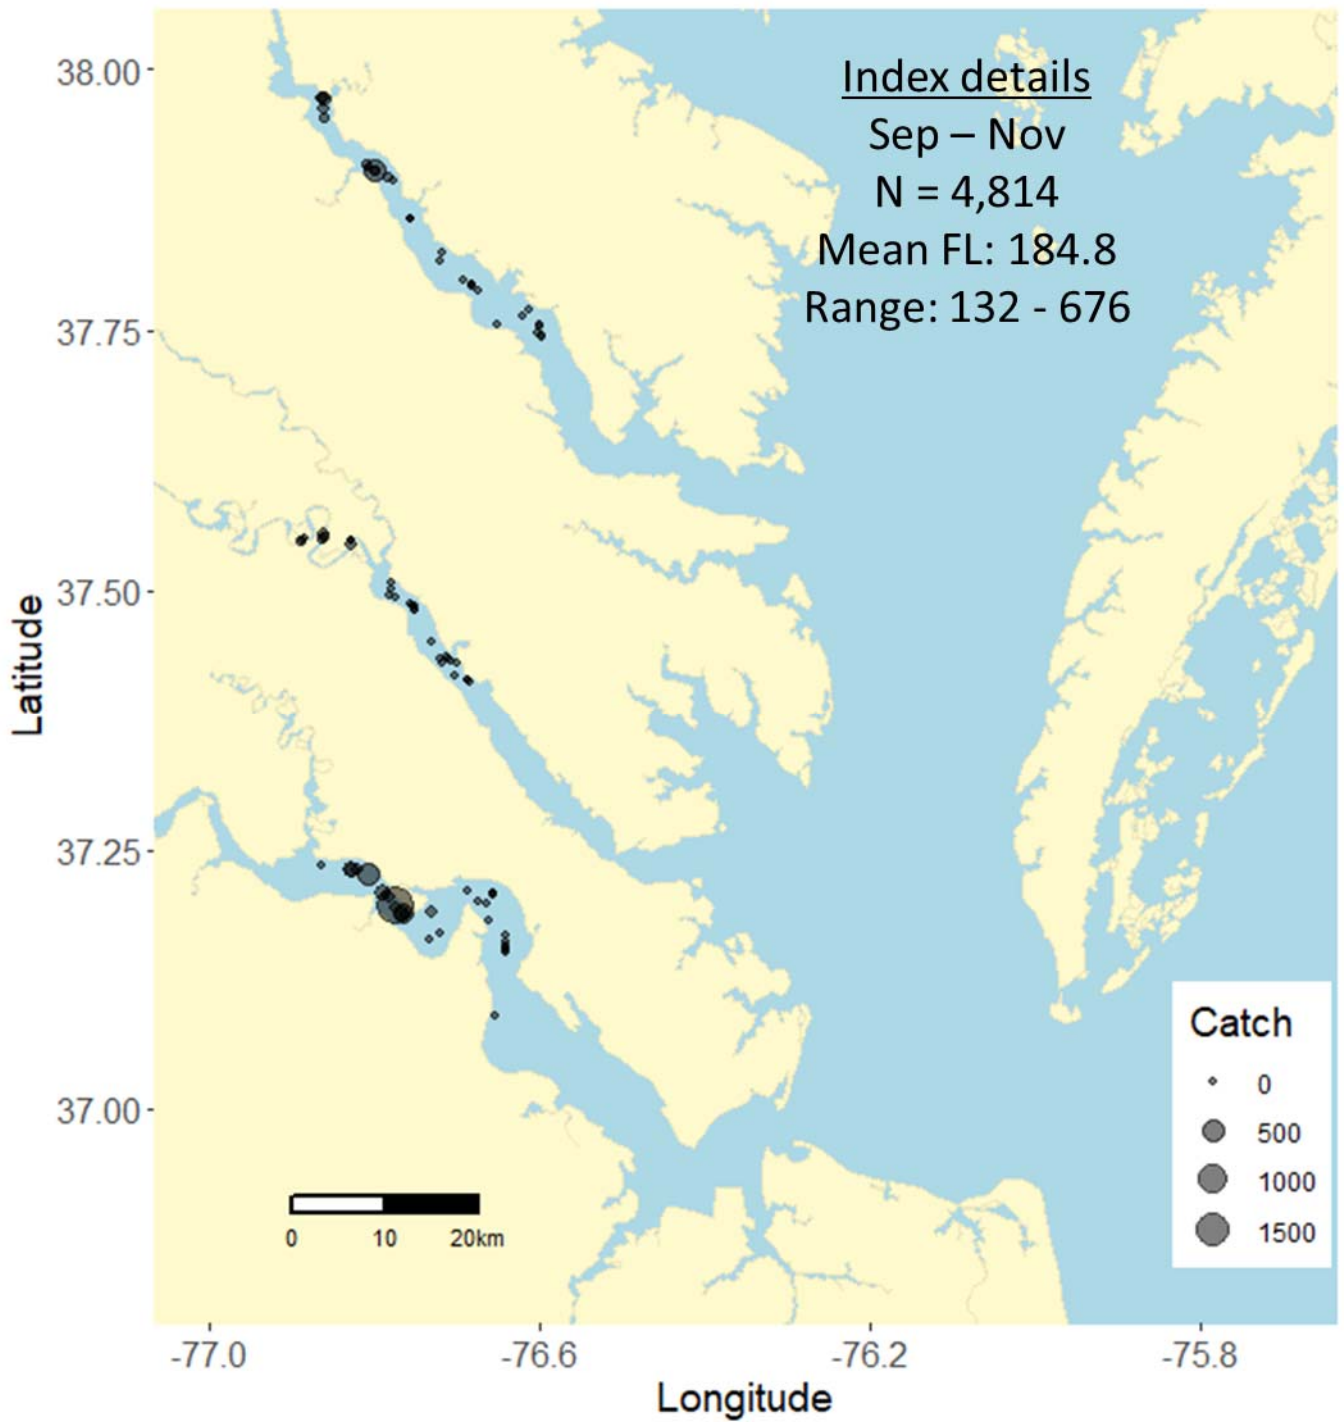 Index details
Sep – Nov
N = 4,814
Mean FL: 184.8
Range: 132 - 676
38.00
37.75
37.50
37.25
37.00
Latitude
Catch
0
500
1000
1500
0 10 20km
-77.0 -76.6 -76.2 -75.8
Longitude